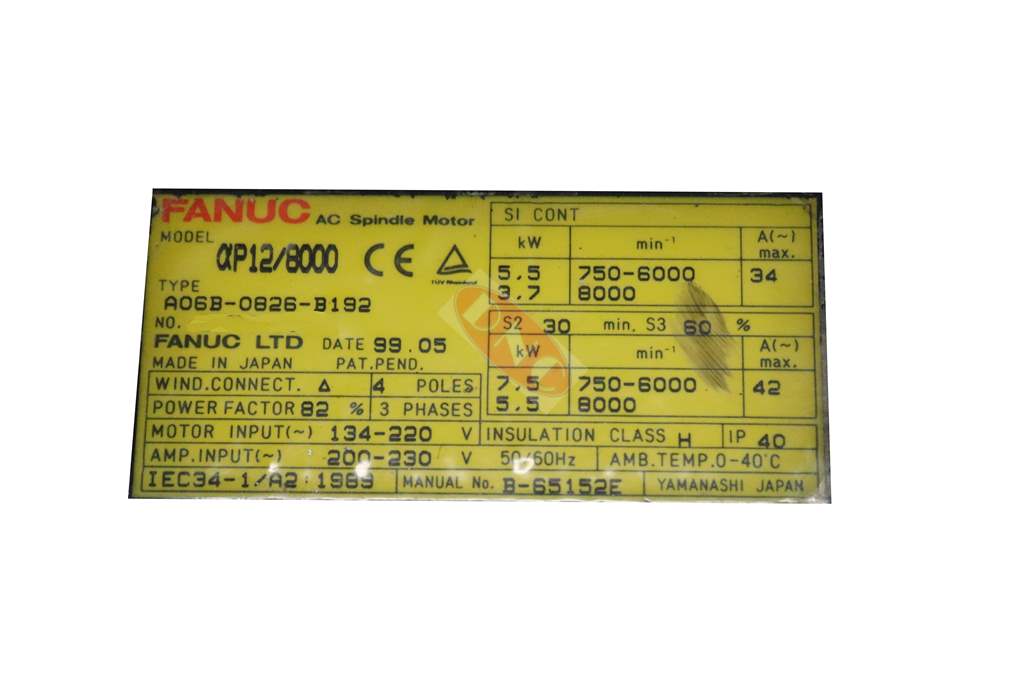 FANUC AC Spindle Motor
MODEL
αP12/8000 CE
TÜV Rheinland
TYPE
A06B-0826-B192
NO.
FANUC LTD DATE 99.05
MADE IN JAPAN PAT.PEND.
WIND.CONNECT. Δ 4 POLES
POWER FACTOR 82 % 3 PHASES
SI CONT
kW min⁻¹ A(~) max.
5.5 750-6000 34
3.7 8000
S2 30 min, S3 60 %
kW min⁻¹ A(~) max.
7.5 750-6000 42
5.5 8000
MOTOR INPUT(~) 134-220 V INSULATION CLASS H IP 40
AMP.INPUT(~) 200-230 V 50/60Hz AMB.TEMP.0-40°C
IEC34-1/A2:1989 MANUAL No. B-65152E YAMANASHI JAPAN
DNC